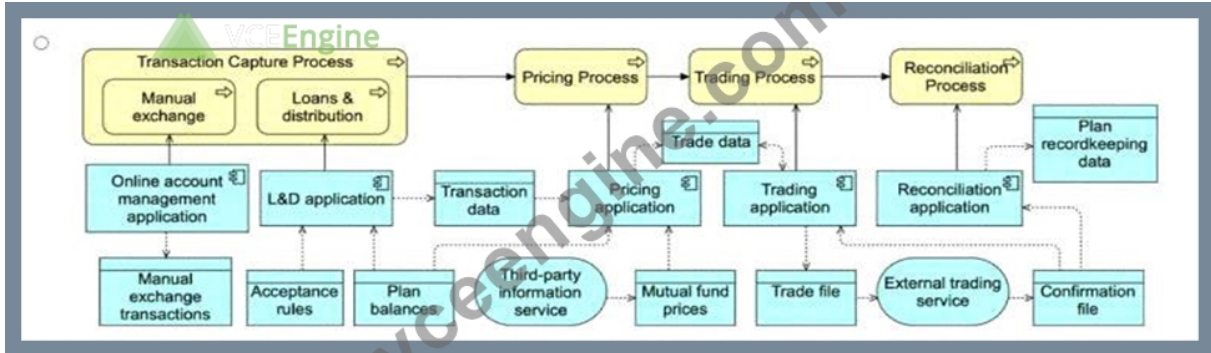 VCEEngine
Transaction Capture Process
Manual
exchange
Loans &
distribution
Pricing Process
Trading Process
Reconciliation
Process
Online account
management
application
L&D application
Transaction
data
Pricing
application
Trade data
Trading
application
Reconciliation
application
Plan
recordkeeping
data
Manual
exchange
transactions
Acceptance
rules
Plan
balances
Third-party
information
service
Mutual fund
prices
Trade file
External trading
service
Confirmation
file
vceengine.com